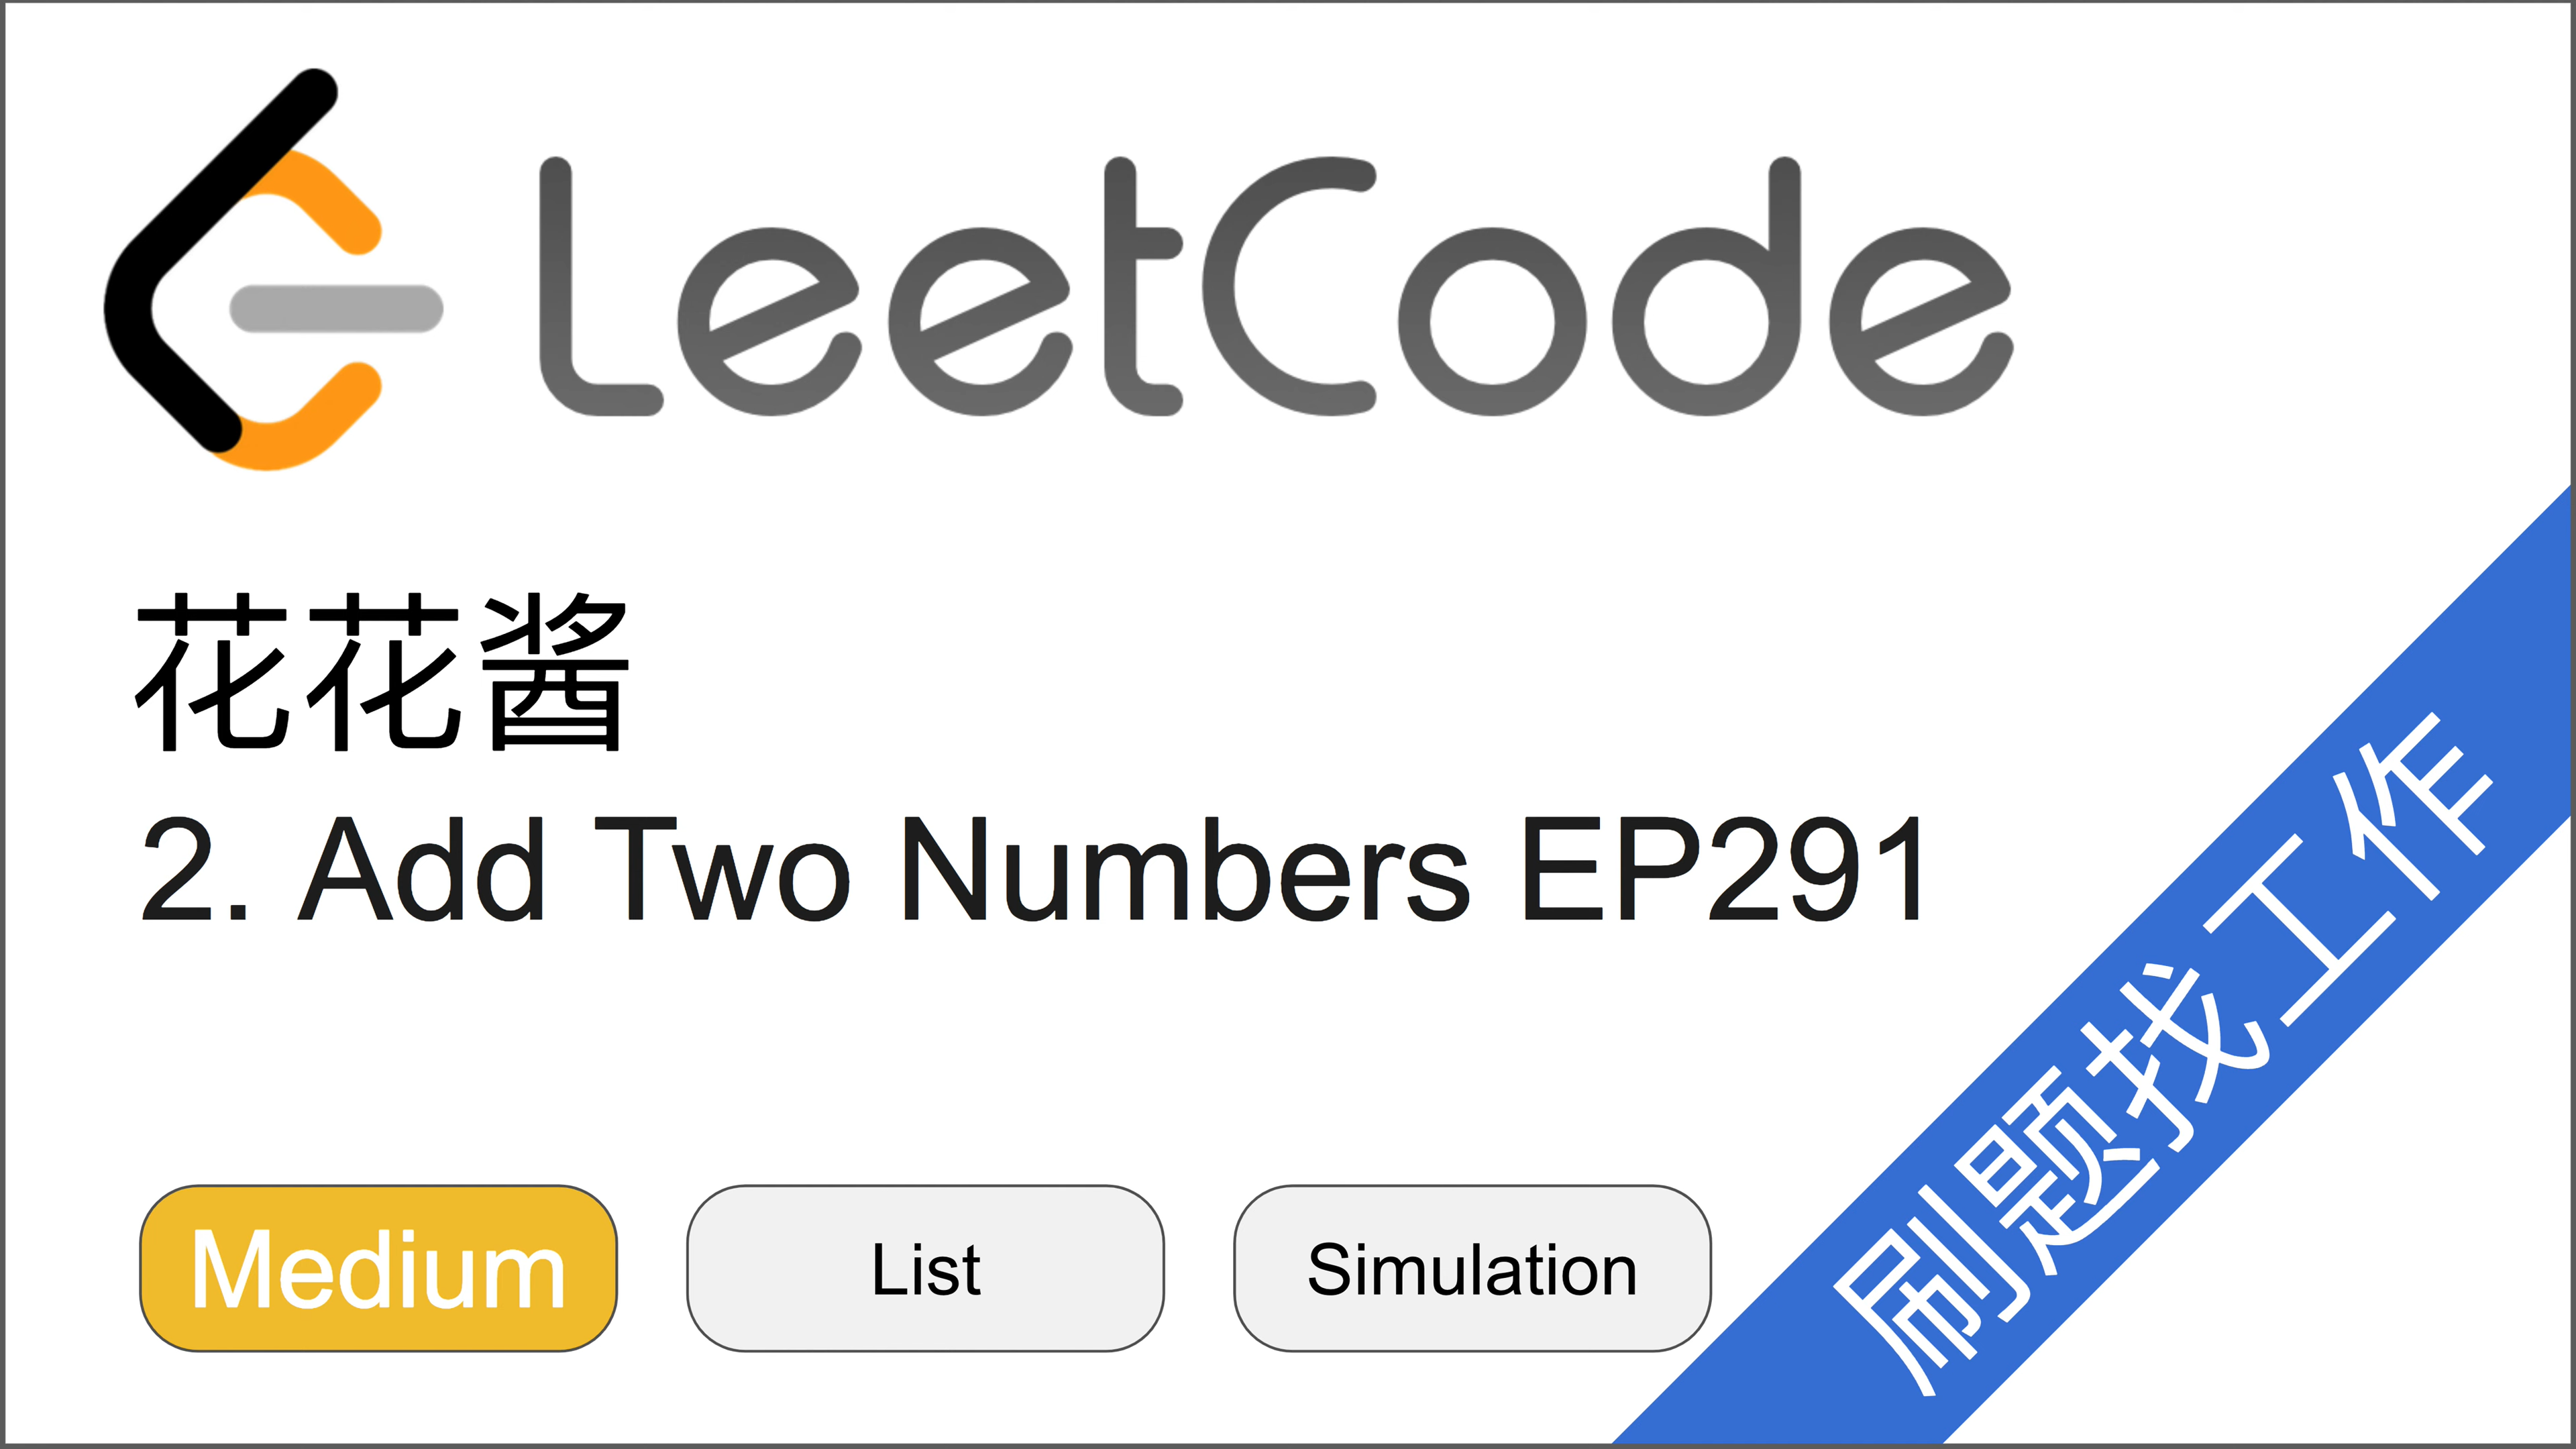 LeetCode
花花酱
2. Add Two Numbers EP291
Medium
List
Simulation
刷题找工作